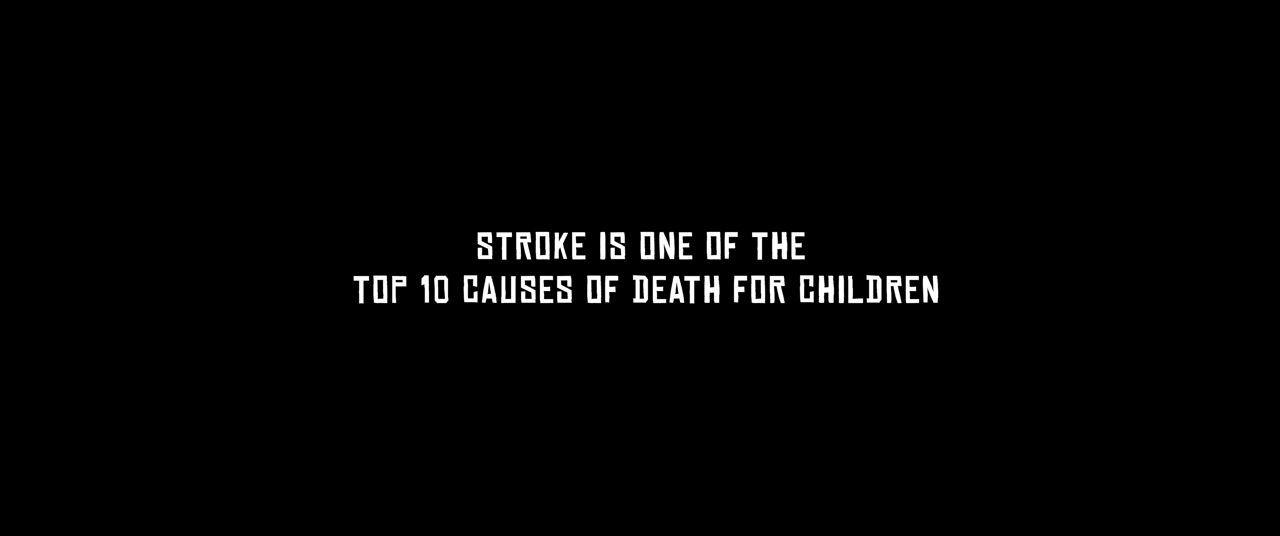 STROKE IS ONE OF THE
TOP 10 CAUSES OF DEATH FOR CHILDREN